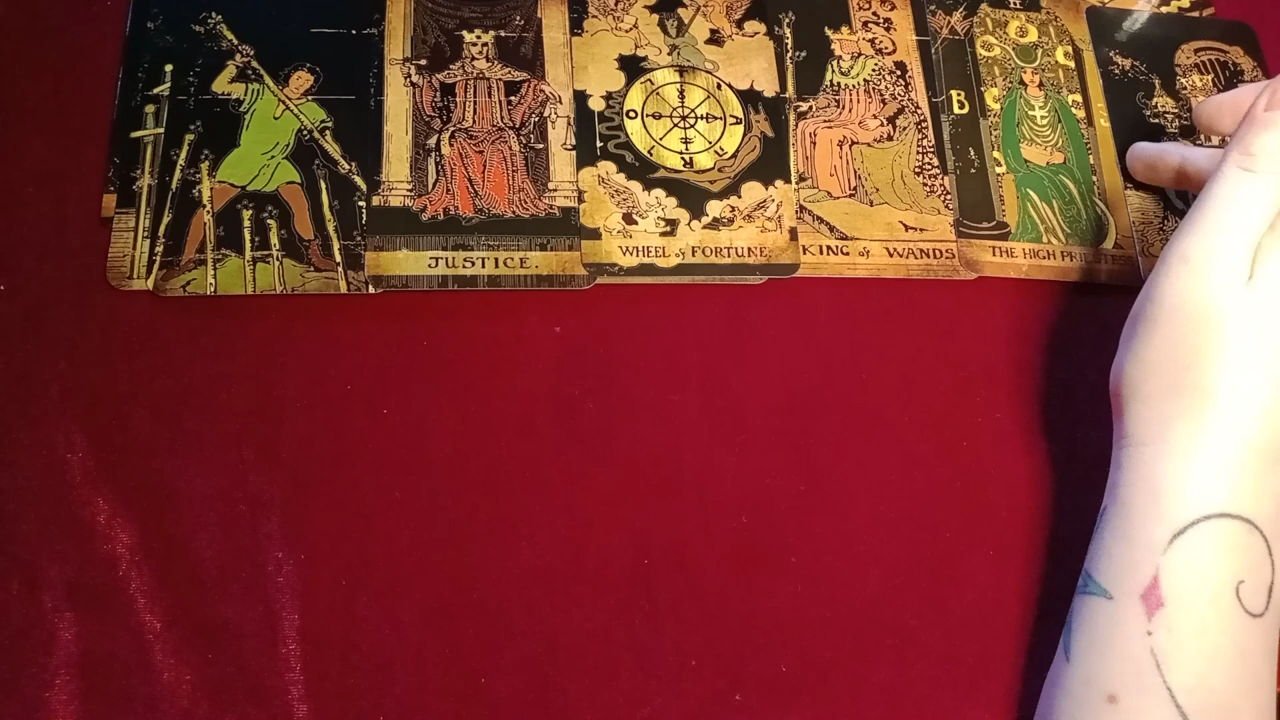 JUSTICE.
WHEEL of FORTUNE.
KING of WANDS
B
THE HIGH PRIESTESS